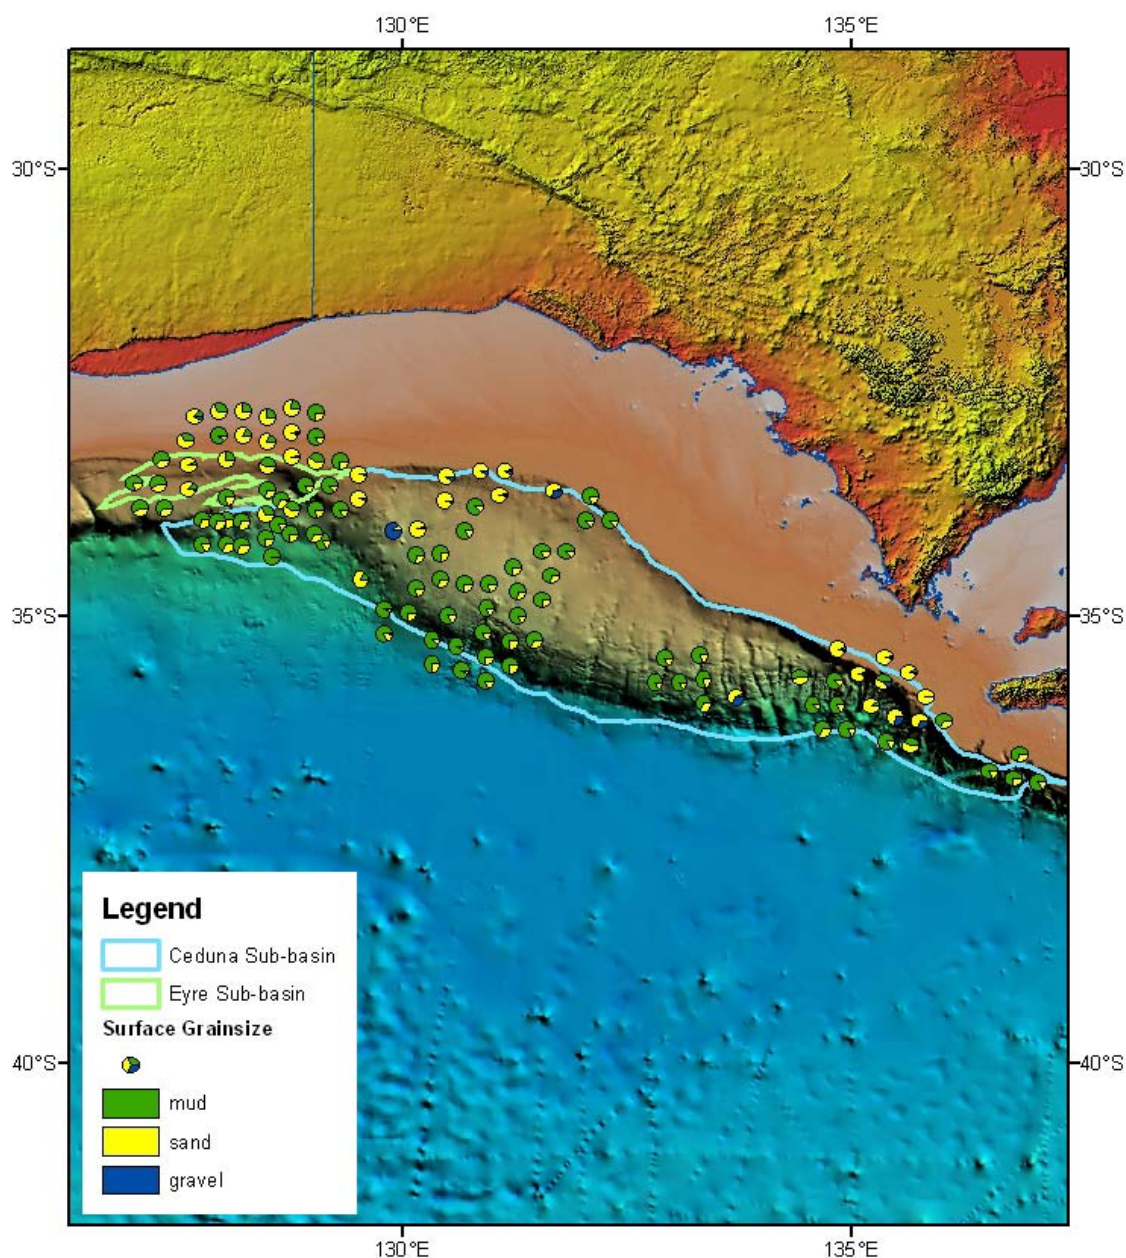 130°E 135°E
30°S 30°S
35°S 35°S
Legend
Ceduna Sub-basin
Eyre Sub-basin
Surface Grainsize
mud
sand
gravel
40°S 40°S
130°E 135°E